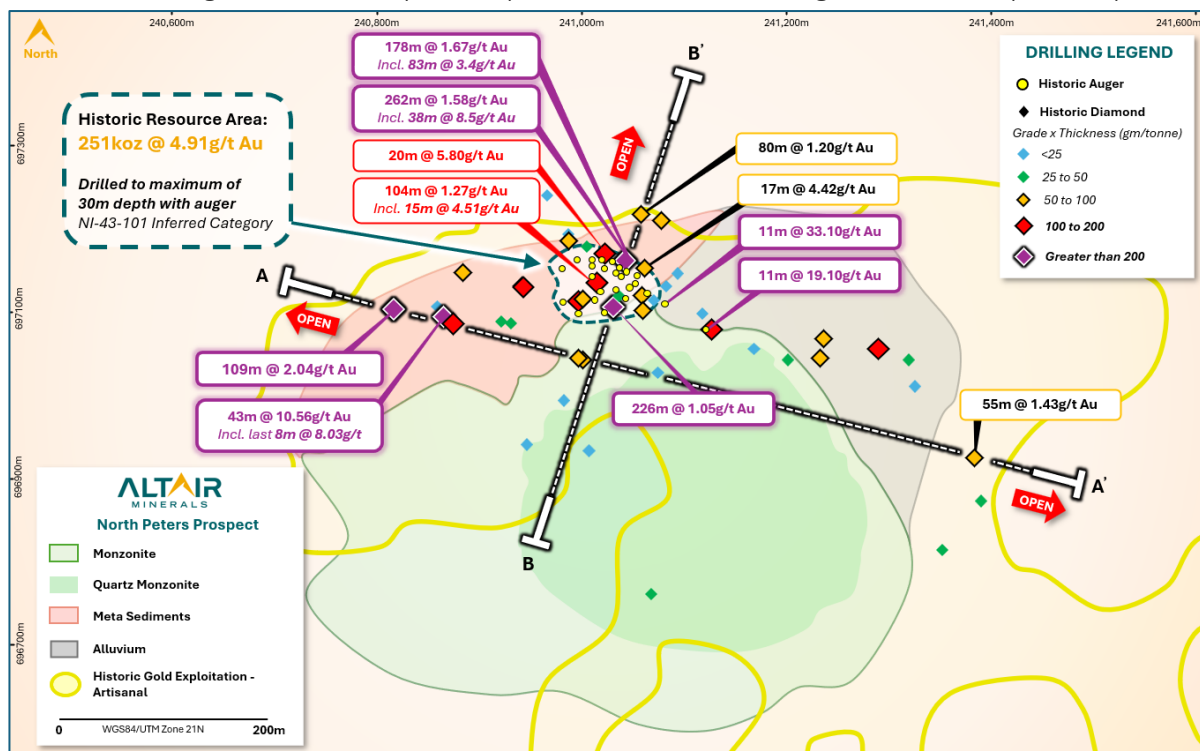 240,600m
240,800m
241,000m
241,200m
241,400m
241,600m
North
697300m
697100m
696900m
696700m
Historic Resource Area:
251koz @ 4.91g/t Au
Drilled to maximum of
30m depth with auger
NI-43-101 Inferred Category
178m @ 1.67g/t Au
Incl. 83m @ 3.4g/t Au
262m @ 1.58g/t Au
Incl. 38m @ 8.5g/t Au
20m @ 5.80g/t Au
104m @ 1.27g/t Au
Incl. 15m @ 4.51g/t Au
B'
OPEN
80m @ 1.20g/t Au
17m @ 4.42g/t Au
11m @ 33.10g/t Au
11m @ 19.10g/t Au
DRILLING LEGEND
Historic Auger
Historic Diamond
Grade x Thickness (gm/tonne)
<25
25 to 50
50 to 100
100 to 200
Greater than 200
A
OPEN
109m @ 2.04g/t Au
43m @ 10.56g/t Au
Incl. last 8m @ 8.03g/t
226m @ 1.05g/t Au
55m @ 1.43g/t Au
A'
OPEN
B
ALTAIR
MINERALS
North Peters Prospect
Monzonite
Quartz Monzonite
Meta Sediments
Alluvium
Historic Gold Exploitation -
Artisanal
0
WGS84/UTM Zone 21N
200m